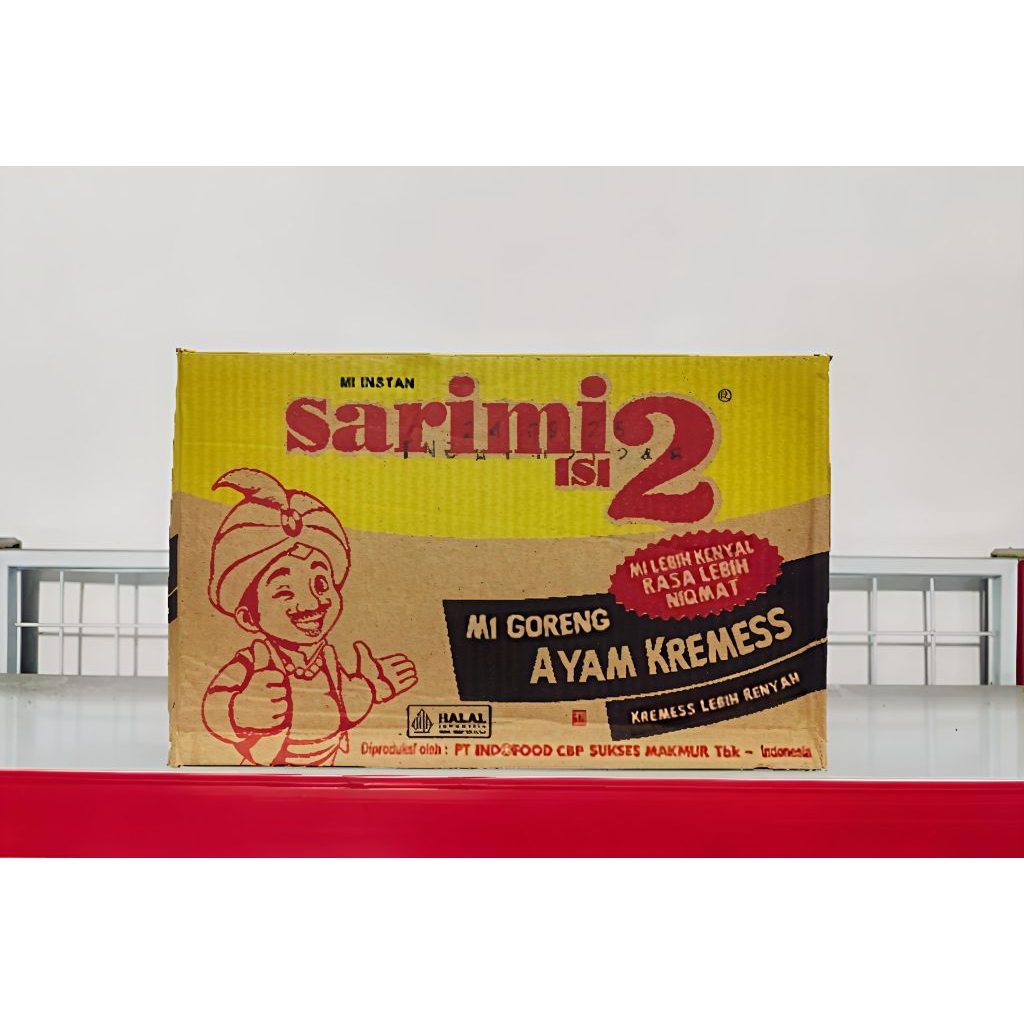 MI INSTAN
sarimi
ISI 2
®
MI LEBIH KENYAL
RASA LEBIH
NIQMAT
MI GORENG
AYAM KREMESS
KREMESS LEBIH RENYAH
HALAL
INDONESIA
Diproduksi oleh : PT INDOFOOD CBP SUKSES MAKMUR Tbk – Indonesia